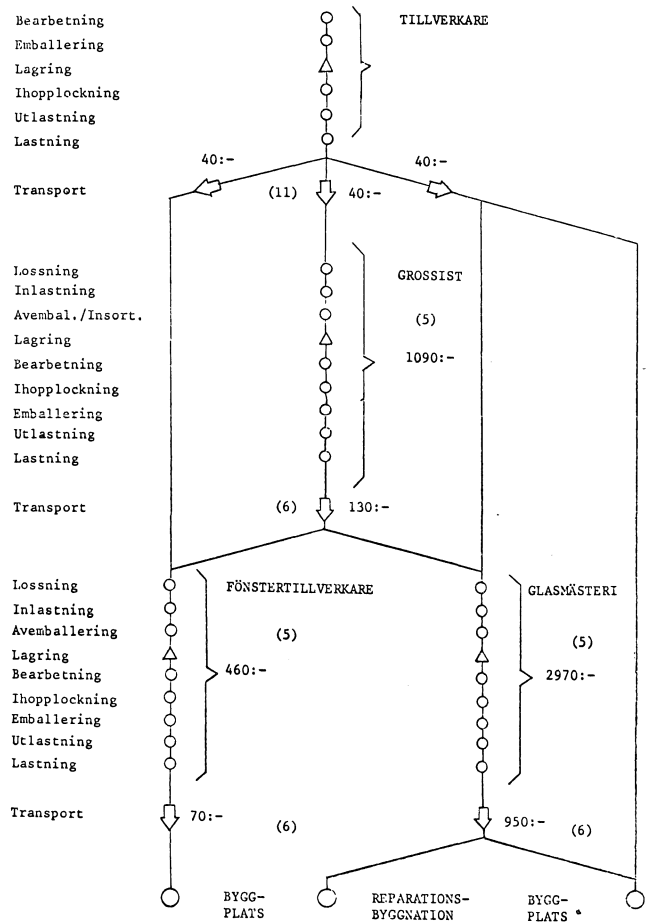 Bearbetning
TILLVERKARE
Emballering
Lagring
Ihopplockning
Utlastning
Lastning
40:-
40:-
Transport
(11)
40:-
Lossning
GROSSIST
Inlastning
Avembal./Insort.
(5)
Lagring
1090:-
Bearbetning
Ihopplockning
Emballering
Utlastning
Lastning
Transport
(6)
130:-
Lossning
FÖNSTERTILLVERKARE
GLASMÄSTERI
Inlastning
Avemballering
(5)
(5)
Lagring
460:-
2970:-
Bearbetning
Ihopplockning
Emballering
Utlastning
Lastning
Transport
70:-
(6)
950:-
(6)
BYGG-
PLATS
REPARATIONS-
BYGGNATION
BYGG-
PLATS